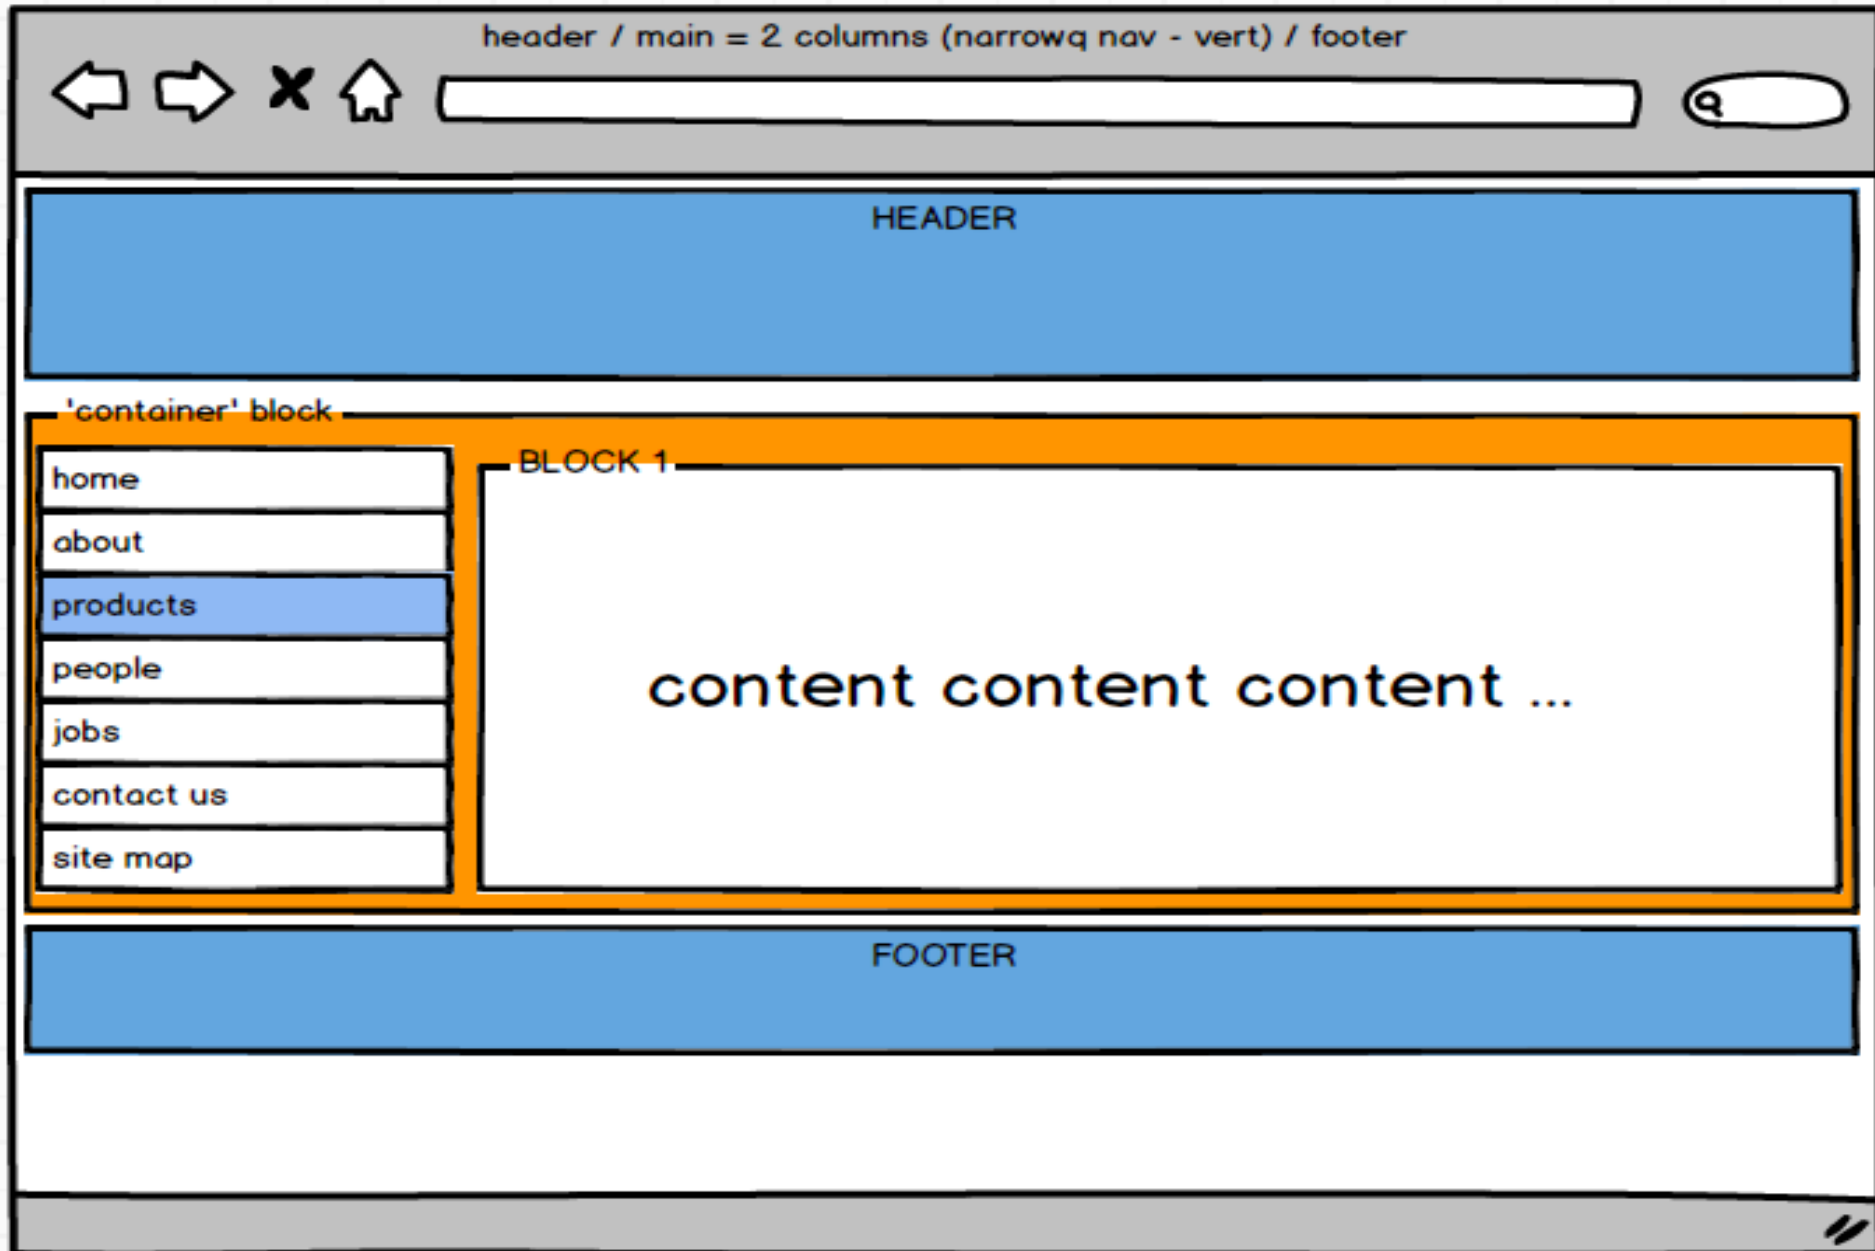 header / main = 2 columns (narrowq nav - vert) / footer
HEADER
'container' block
home
about
products
people
jobs
contact us
site map
BLOCK 1
content content content ...
FOOTER